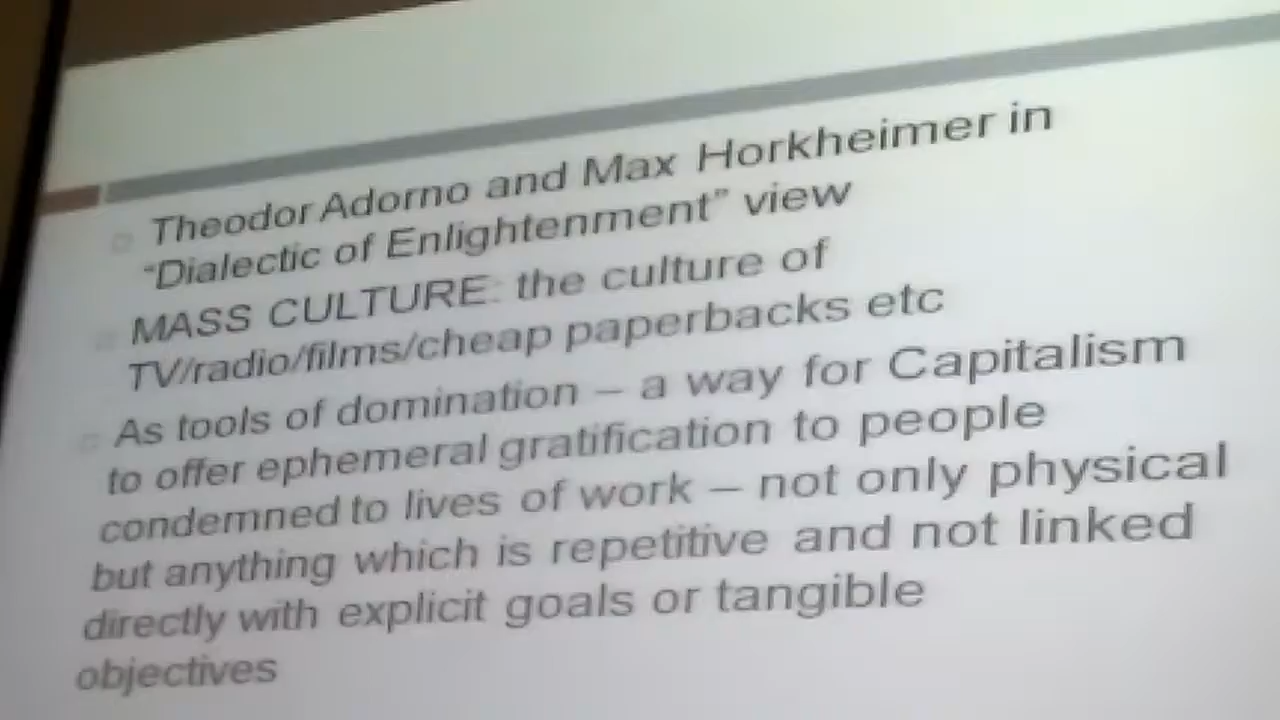 Theodor Adorno and Max Horkheimer in
“Dialectic of Enlightenment” view
MASS CULTURE: the culture of
TV/radio/films/cheap paperbacks etc
As tools of domination – a way for Capitalism
to offer ephemeral gratification to people
condemned to lives of work – not only physical
but anything which is repetitive and not linked
directly with explicit goals or tangible
objectives